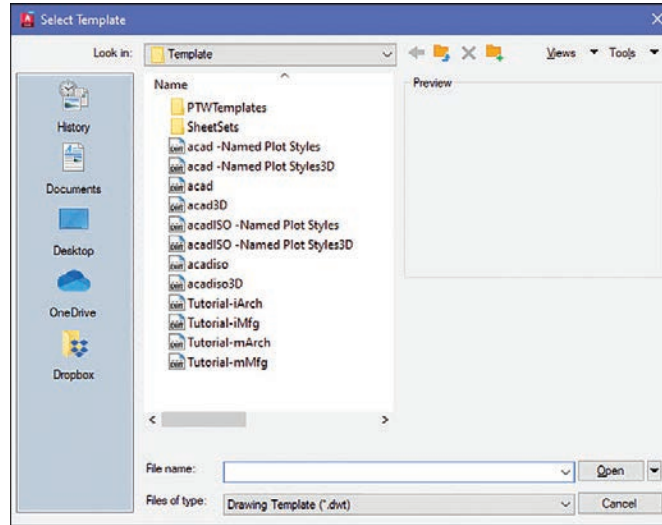 Select Template
Look in: Template Views Tools
Name
Preview
PTWTemplates
SheetSets
acad -Named Plot Styles
acad -Named Plot Styles3D
acad
acad3D
acadISO -Named Plot Styles
acadISO -Named Plot Styles3D
acadiso
acadiso3D
Tutorial-iArch
Tutorial-iMfg
Tutorial-mArch
Tutorial-mMfg
History
Documents
Desktop
OneDrive
Dropbox
File name: Open
Files of type: Drawing Template (*.dwt) Cancel